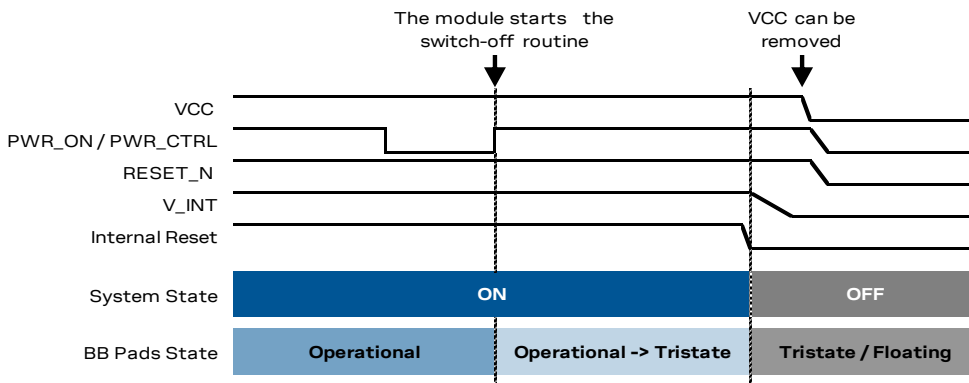 The module starts the
switch-off routine
VCC can be
removed
VCC
PWR_ON / PWR_CTRL
RESET_N
V_INT
Internal Reset
System State
ON
OFF
BB Pads State
Operational
Operational -> Tristate
Tristate / Floating